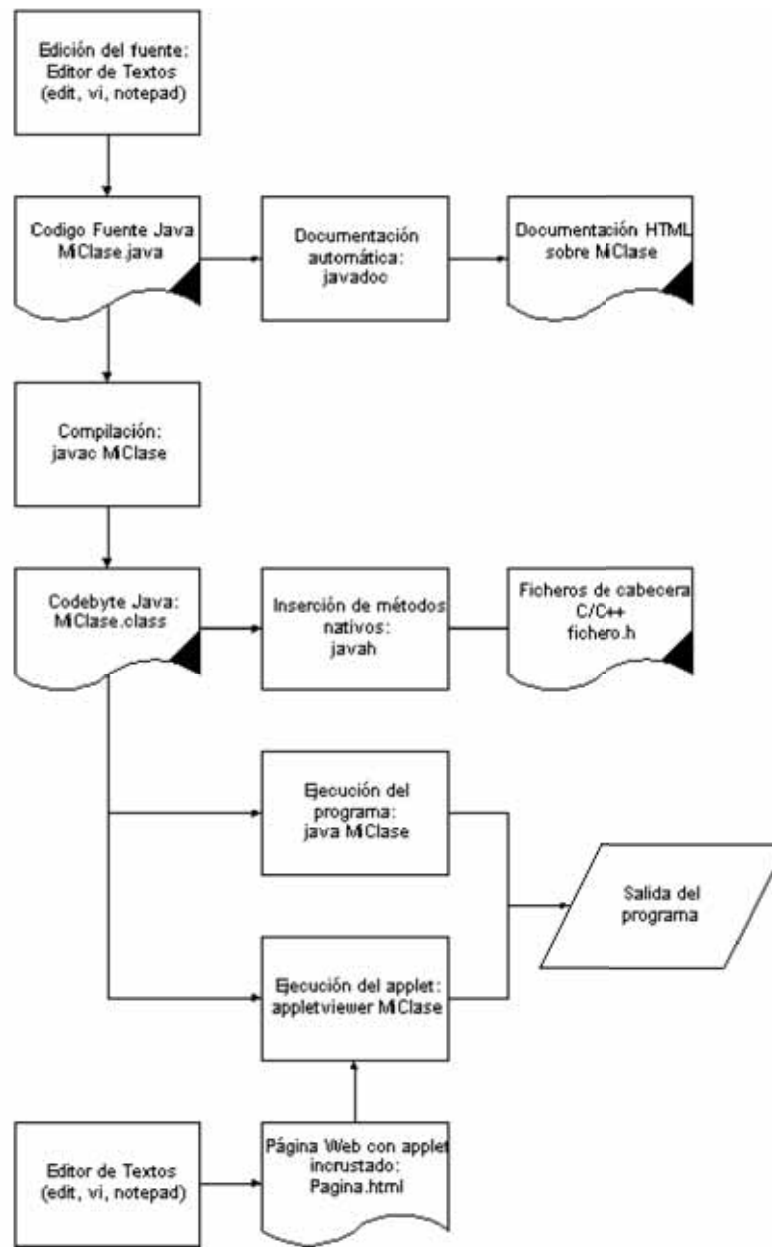 Edición del fuente:
Editor de Textos
(edit, vi, notepad)
Codigo Fuente Java
MiClase.java
Documentación
automática:
javadoc
Documentación HTML
sobre MiClase
Compilación:
javac MiClase
Codebyte Java:
MiClase.class
Inserción de métodos
nativos:
javah
Ficheros de cabecera
C/C++
fichero.h
Ejecución del
programa:
java MiClase
Salida del
programa
Ejecución del applet:
appletviewer MiClase
Editor de Textos
(edit, vi, notepad)
Página Web con applet
incrustado:
Pagina.html